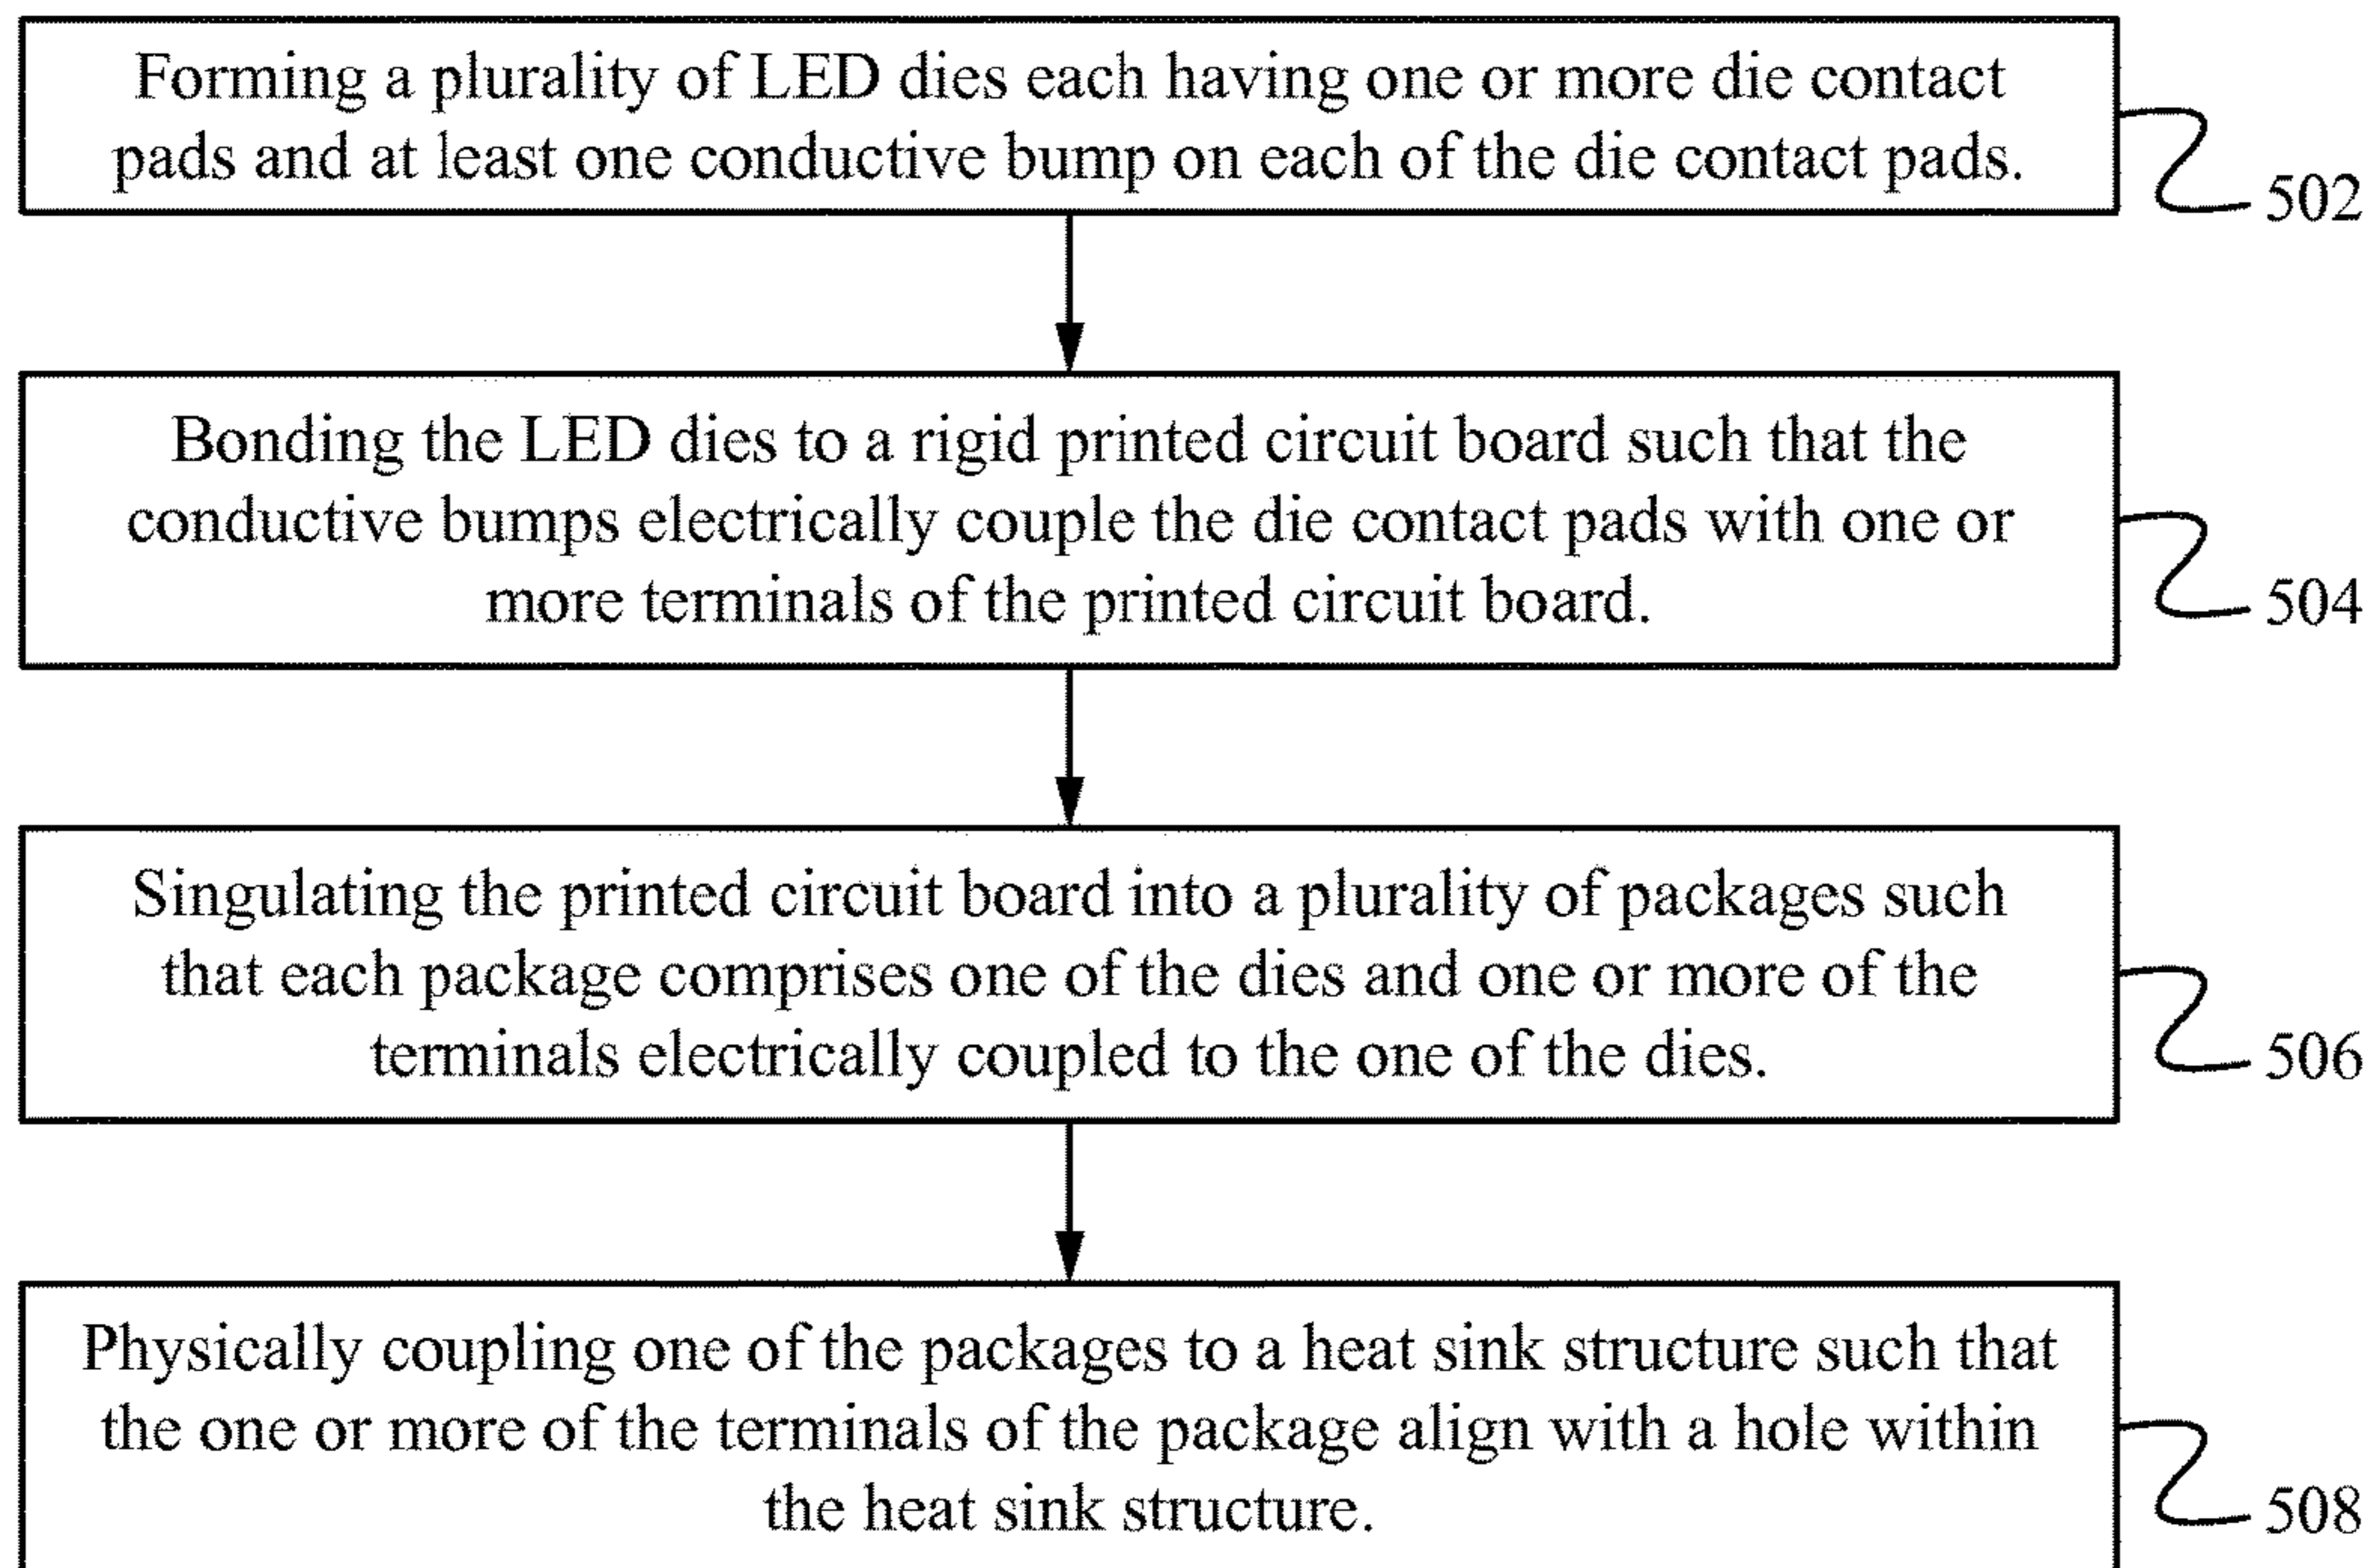 Forming a plurality of LED dies each having one or more die contact
pads and at least one conductive bump on each of the die contact pads.
502
Bonding the LED dies to a rigid printed circuit board such that the
conductive bumps electrically couple the die contact pads with one or
more terminals of the printed circuit board.
504
Singulating the printed circuit board into a plurality of packages such
that each package comprises one of the dies and one or more of the
terminals electrically coupled to the one of the dies.
506
Physically coupling one of the packages to a heat sink structure such that
the one or more of the terminals of the package align with a hole within
the heat sink structure.
508